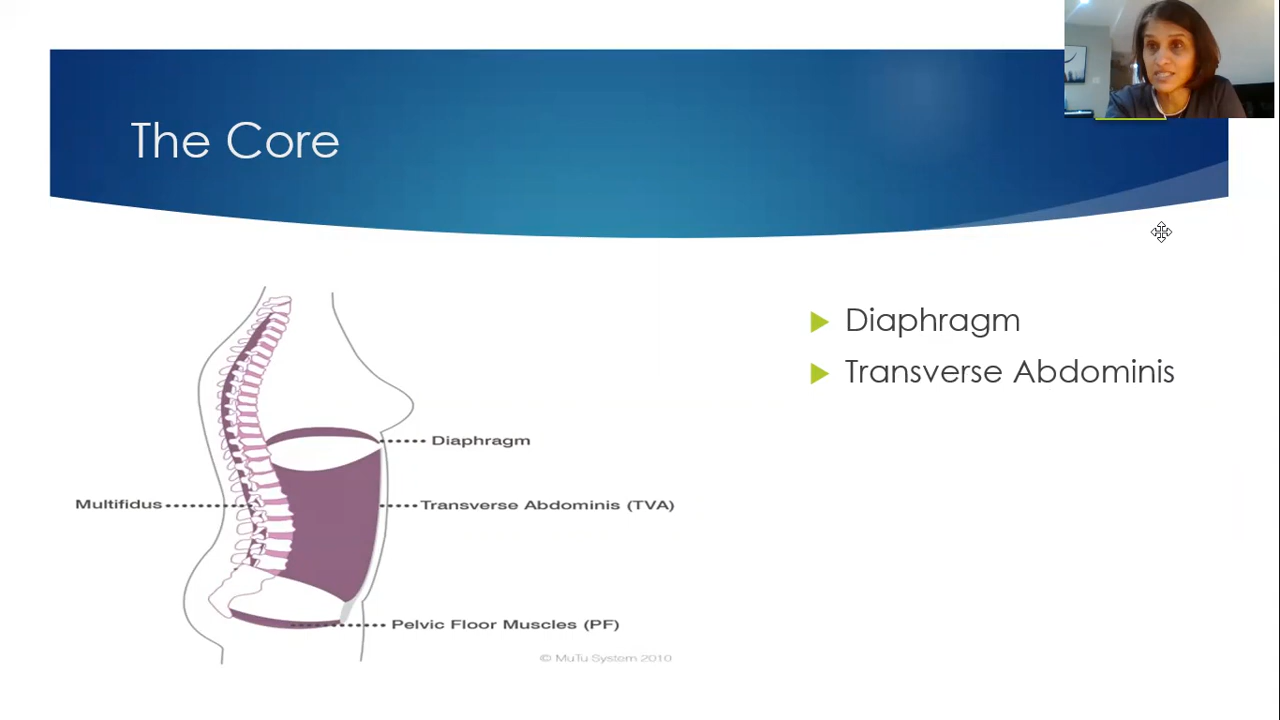 The Core
Diaphragm
Transverse Abdominis
Diaphragm
Multifidus
Transverse Abdominis (TVA)
Pelvic Floor Muscles (PF)
© MuTu System 2010